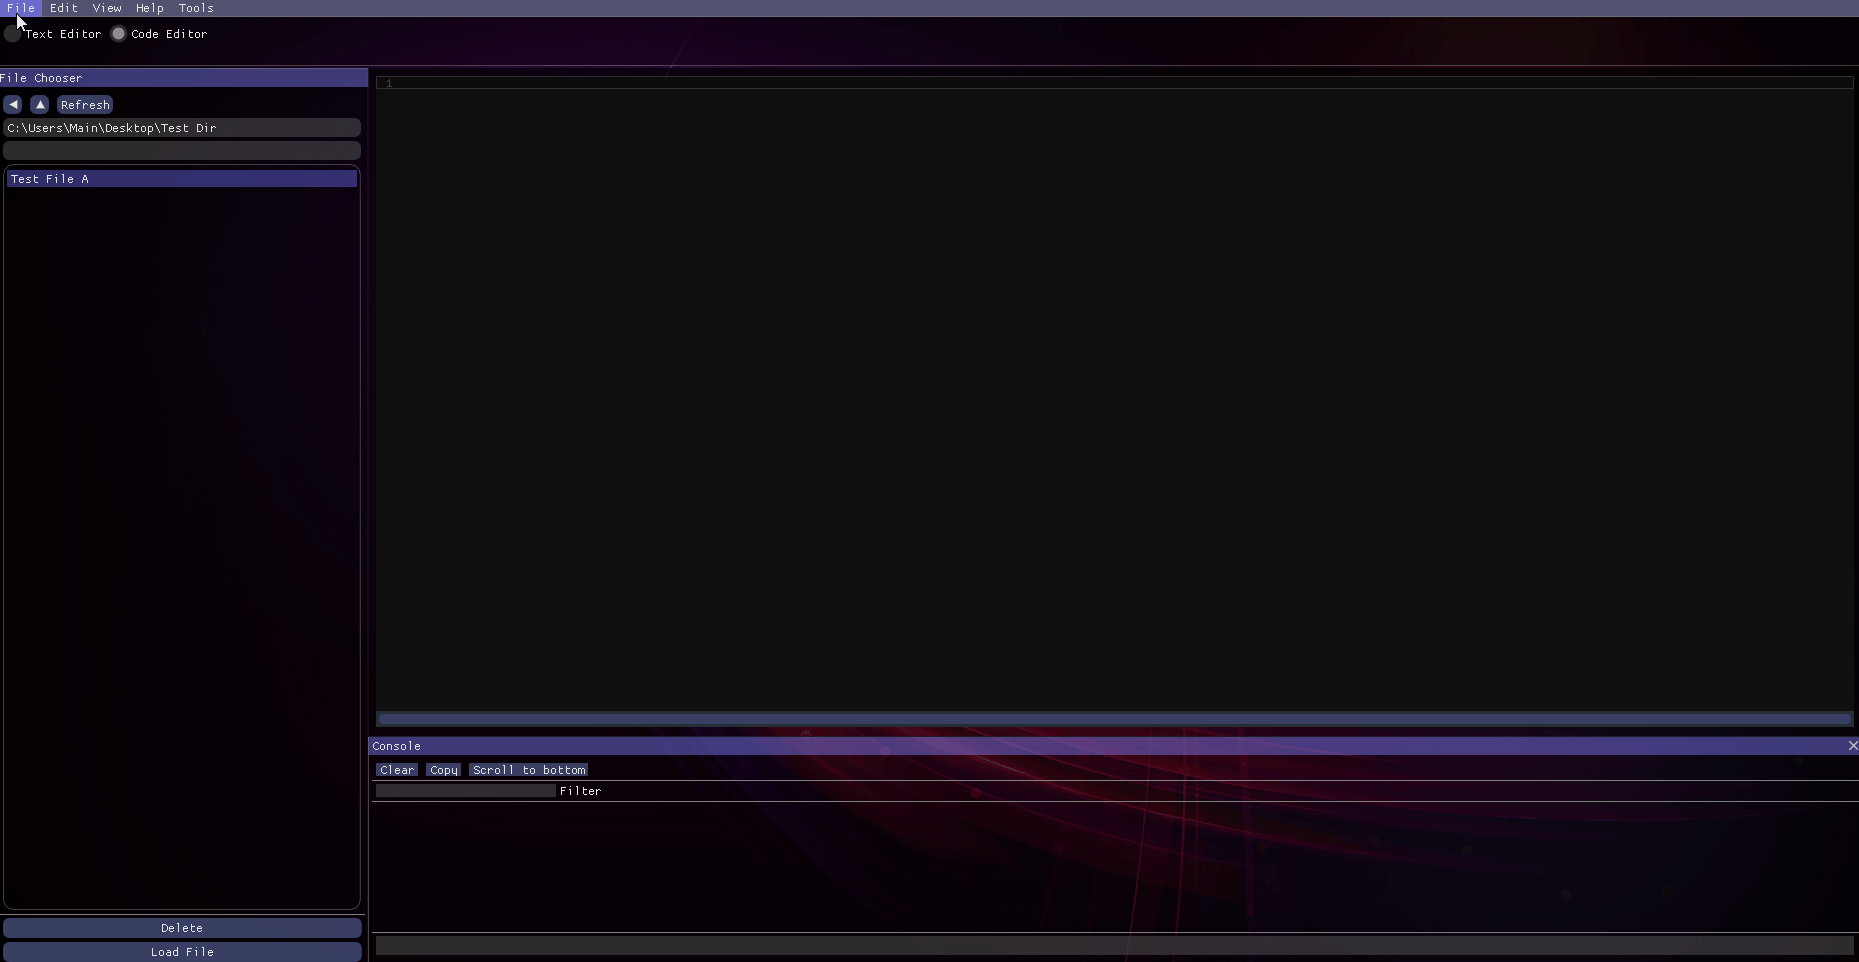 File Edit View Help Tools
Text Editor Code Editor
File Chooser
Refresh
C:\Users\Main\Desktop\Test Dir
Test File A
Delete
Load File
1
Console
Clear Copy Scroll to bottom
Filter